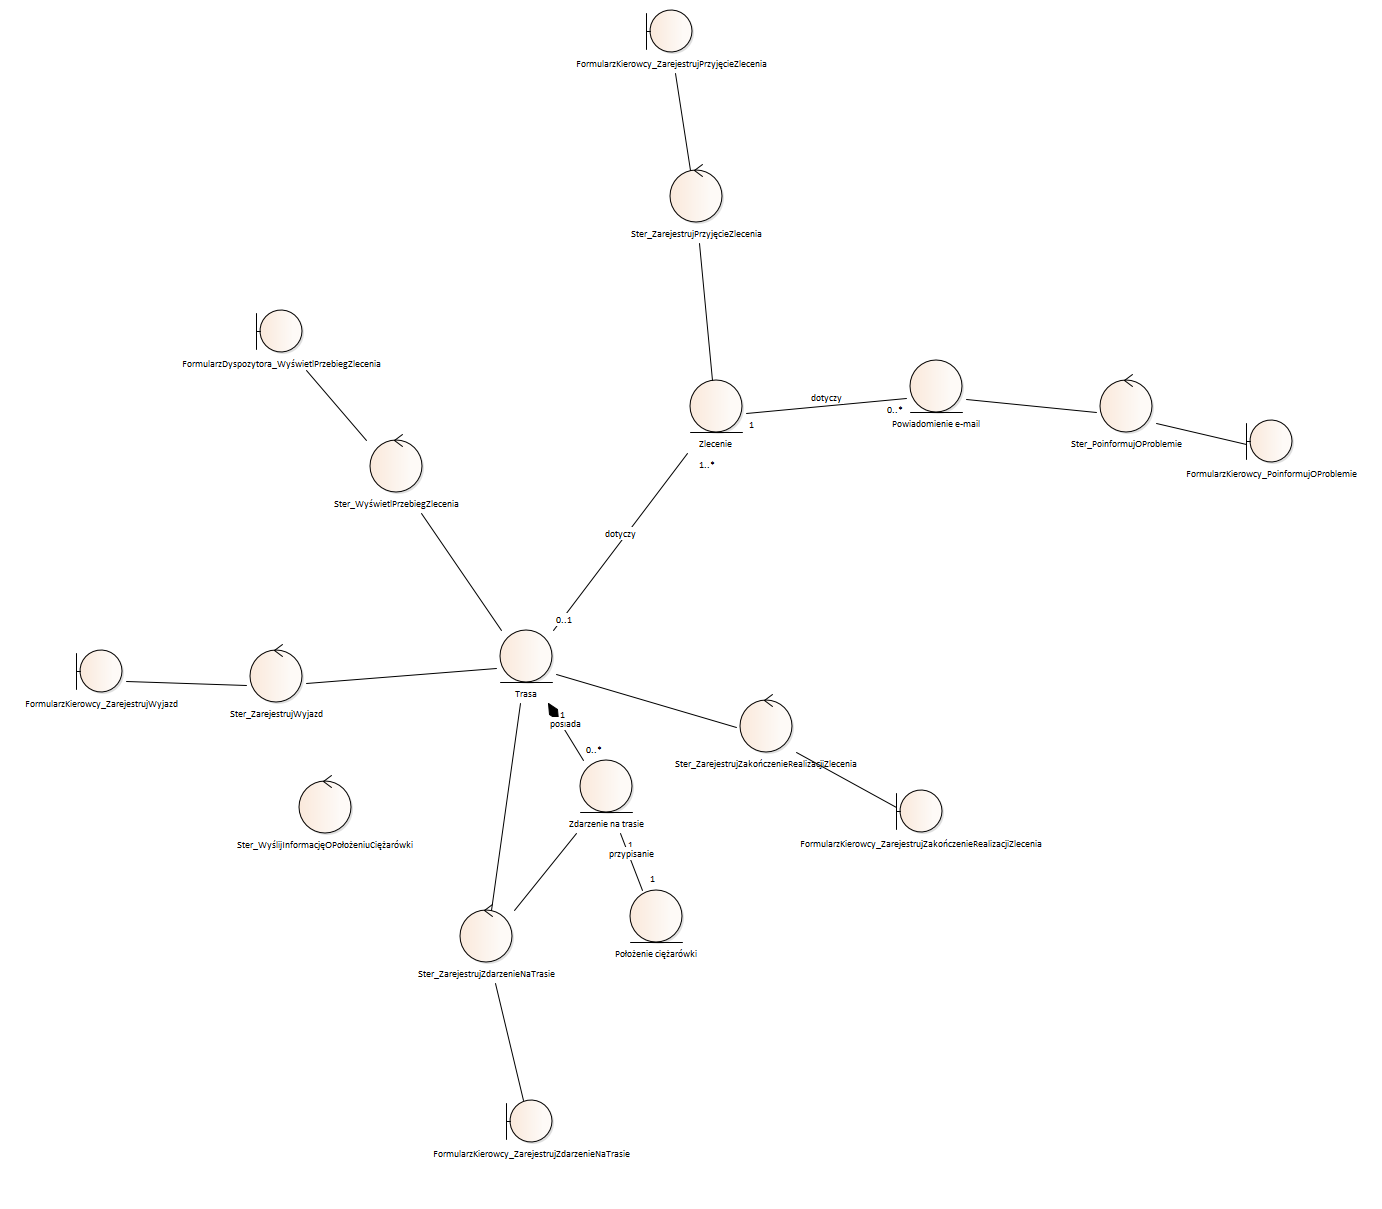 FormularzKierowcy_ZarejestrujPrzyjęcieZlecenia
Ster_ZarejestrujPrzyjęcieZlecenia
FormularzDyspozytora_WyświetlPrzebiegZlecenia
dotyczy
0..*
1
Powiadomienie e-mail
Zlecenie
Ster_PoinformujOProblemie
1..*
FormularzKierowcy_PoinformujOProblemie
Ster_WyświetlPrzebiegZlecenia
dotyczy
0..1
Trasa
FormularzKierowcy_ZarejestrujWyjazd
Ster_ZarejestrujWyjazd
1
posiada
0..*
Ster_ZarejestrujZakończenieRealizacjiZlecenia
Zdarzenie na trasie
Ster_WyślijInformacjęOPołożeniuCiężarówki
1
przypisanie
FormularzKierowcy_ZarejestrujZakończenieRealizacjiZlecenia
1
Położenie ciężarówki
Ster_ZarejestrujZdarzenieNaTrasie
FormularzKierowcy_ZarejestrujZdarzenieNaTrasie